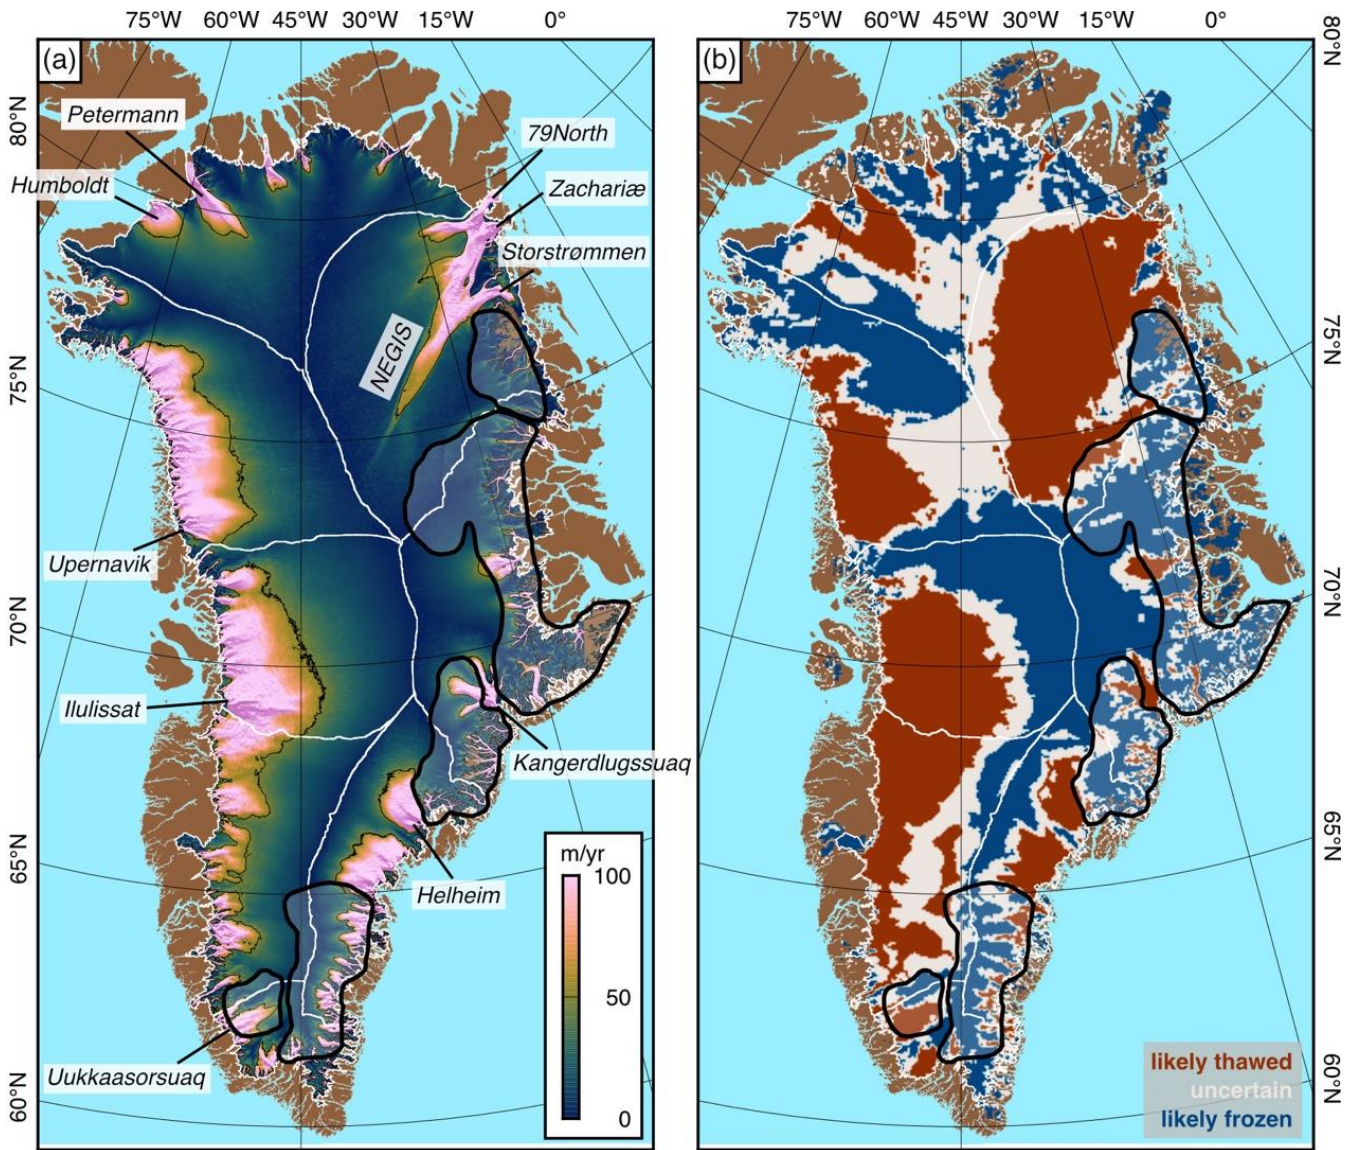 75°W 60°W 45°W 30°W 15°W 0°
75°W 60°W 45°W 30°W 15°W 0°
(a)
(b)
80°N
80°N
Petermann
79North
Humboldt
Zachariæ
Storstrømmen
NEGIS
75°N
75°N
Upernavik
70°N
70°N
Ilulissat
Kangerdlugssuaq
65°N
65°N
m/yr
100
Helheim
50
Uukkaasorsuaq
0
likely thawed
uncertain
likely frozen
60°N
60°N